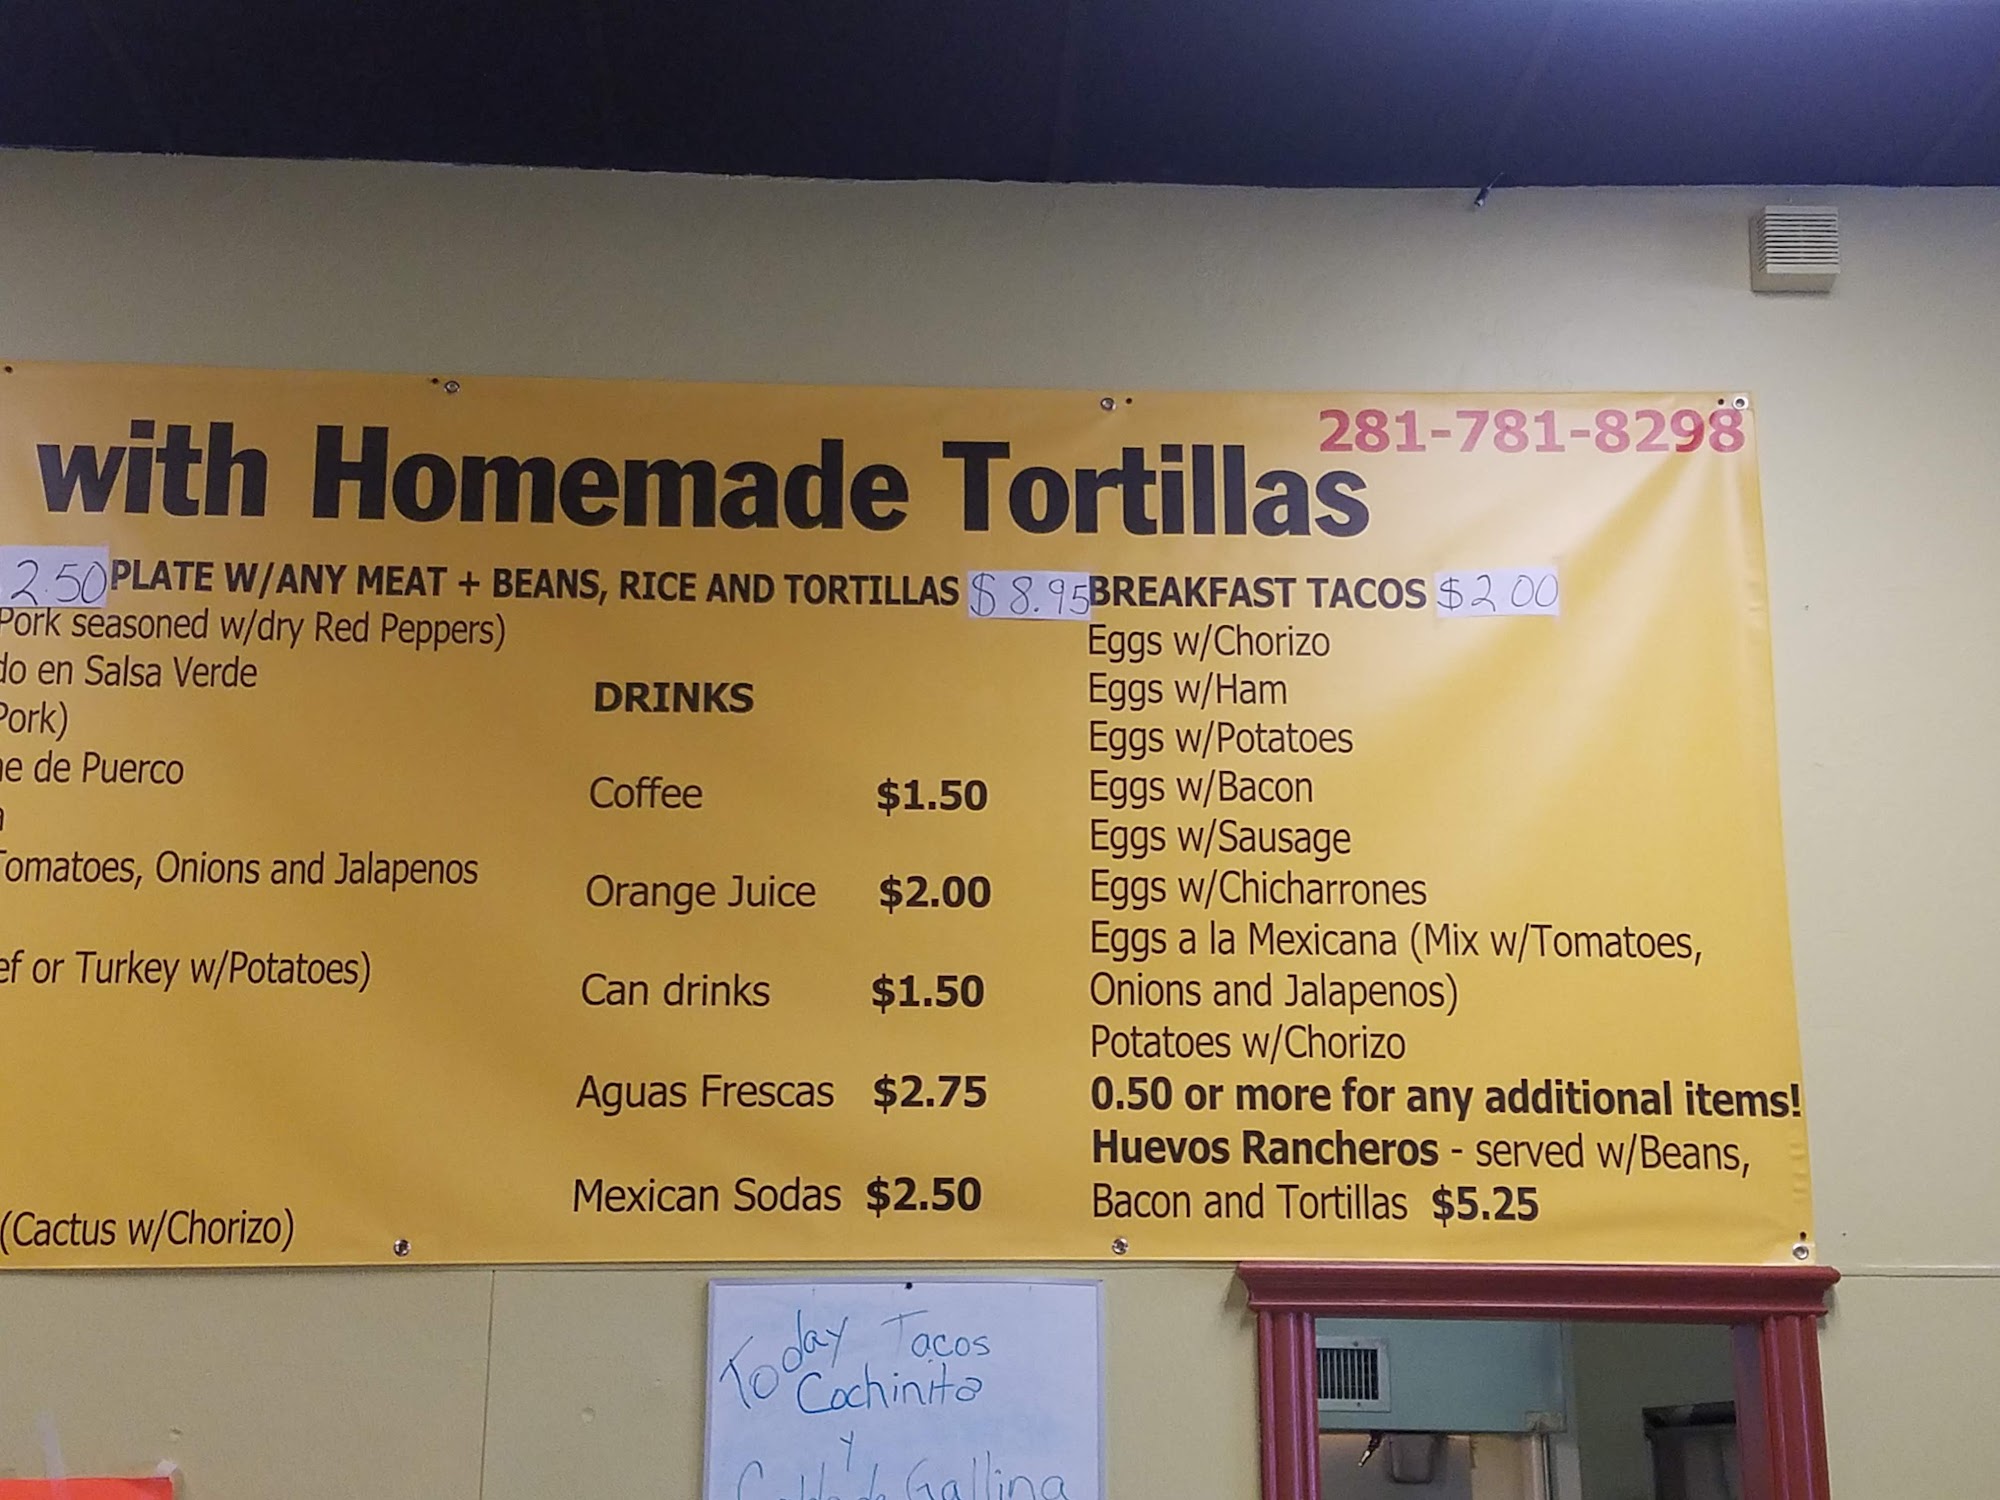 with Homemade Tortillas
281-781-8298
2.50 PLATE W/ANY MEAT + BEANS, RICE AND TORTILLAS $8.95
Pork seasoned w/dry Red Peppers)
do en Salsa Verde
Pork)
ne de Puerco
a
Tomatoes, Onions and Jalapenos
ef or Turkey w/Potatoes)
(Cactus w/Chorizo)
DRINKS
Coffee $1.50
Orange Juice $2.00
Can drinks $1.50
Aguas Frescas $2.75
Mexican Sodas $2.50
BREAKFAST TACOS $2.00
Eggs w/Chorizo
Eggs w/Ham
Eggs w/Potatoes
Eggs w/Bacon
Eggs w/Sausage
Eggs w/Chicharrones
Eggs a la Mexicana (Mix w/Tomatoes,
Onions and Jalapenos)
Potatoes w/Chorizo
0.50 or more for any additional items!
Huevos Rancheros - served w/Beans,
Bacon and Tortillas $5.25
Today Tacos
Cochinita
y
Caldo de Gallina